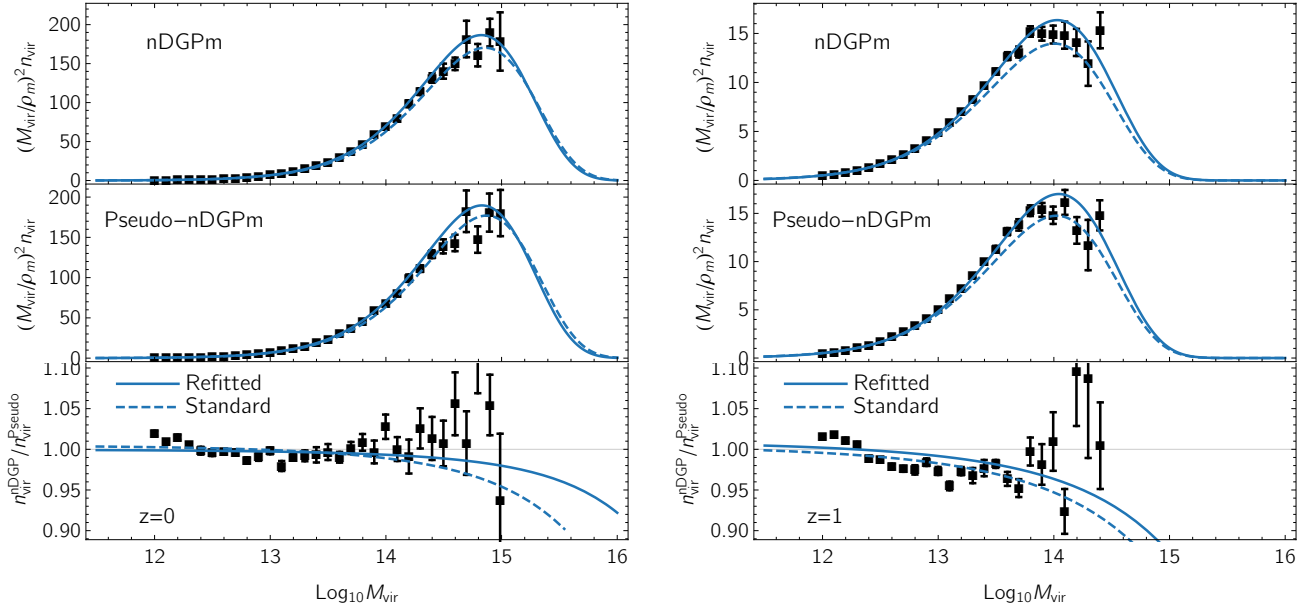 nDGPm
(M_vir/ρ_m)^2 n_vir
200
150
100
50
0
Pseudo−nDGPm
(M_vir/ρ_m)^2 n_vir
200
150
100
50
0
n_vir^nDGP/n_vir^Pseudo
1.10
1.05
1.00
0.95
0.90
Refitted
Standard
z=0
12 13 14 15 16
Log_10 M_vir
nDGPm
(M_vir/ρ_m)^2 n_vir
15
10
5
0
Pseudo−nDGPm
(M_vir/ρ_m)^2 n_vir
15
10
5
0
n_vir^nDGP/n_vir^Pseudo
1.10
1.05
1.00
0.95
0.90
Refitted
Standard
z=1
12 13 14 15 16
Log_10 M_vir